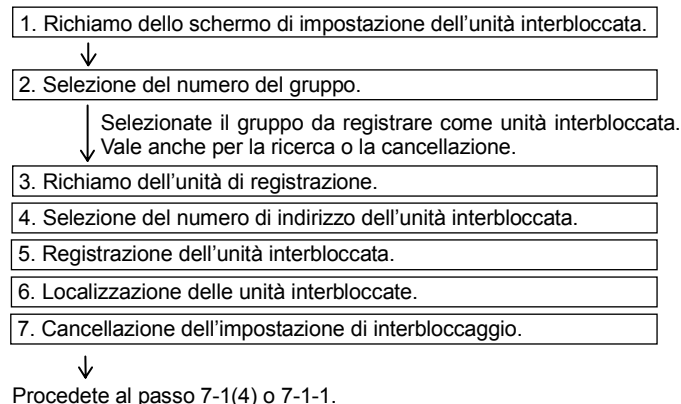 1. Richiamo dello schermo di impostazione dell'unità interbloccata.
2. Selezione del numero del gruppo.
Selezionate il gruppo da registrare come unità interbloccata.
Vale anche per la ricerca o la cancellazione.
3. Richiamo dell'unità di registrazione.
4. Selezione del numero di indirizzo dell'unità interbloccata.
5. Registrazione dell'unità interbloccata.
6. Localizzazione delle unità interbloccate.
7. Cancellazione dell'impostazione di interbloccaggio.
Procedete al passo 7-1(4) o 7-1-1.